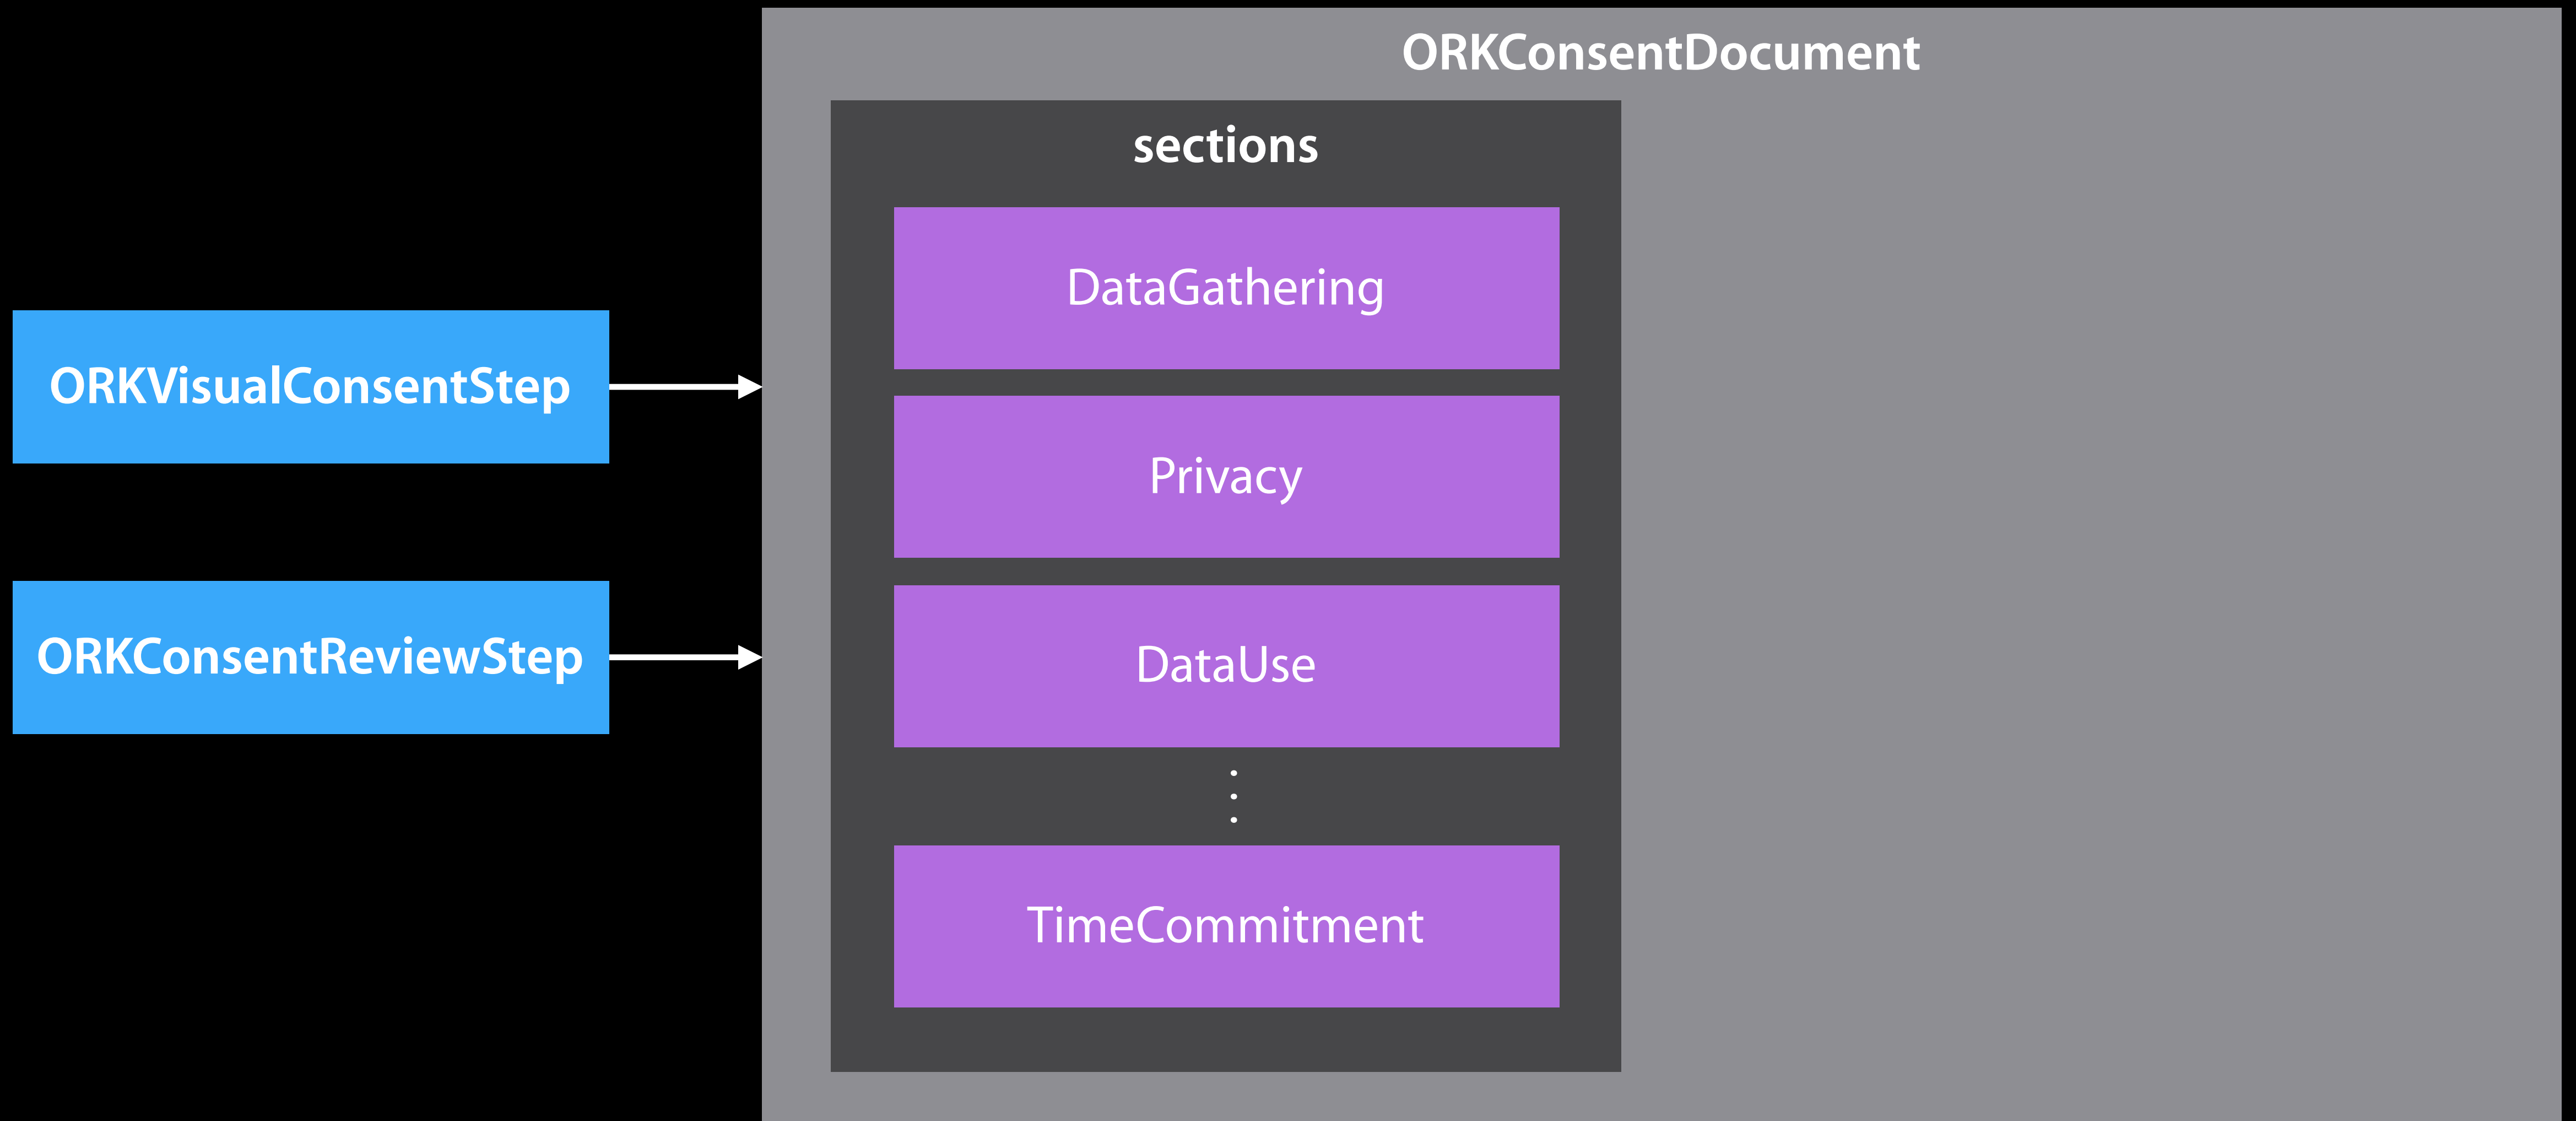 ORKConsentDocument
sections
DataGathering
ORKVisualConsentStep
Privacy
ORKConsentReviewStep
DataUse
TimeCommitment